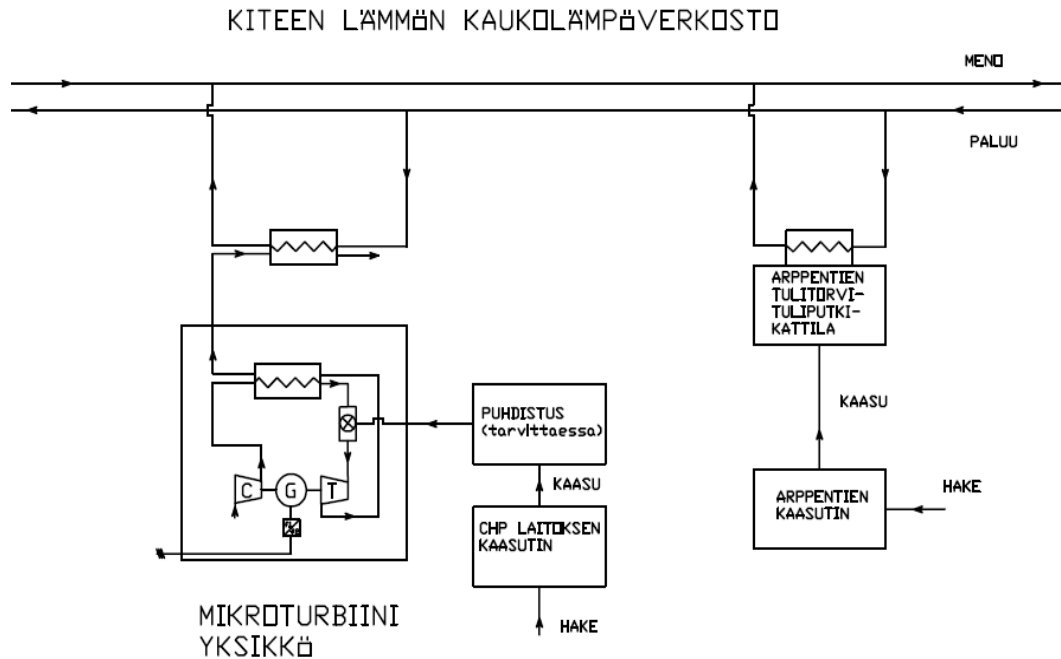 KITEEN LÄMMÖN KAUKOLÄMPÖVERKOSTO
MENO
PALUU
ARPPENTIEN
TULITORVI-
TULIPUTKI-
KATTILA
KAASU
PUHDISTUS
(tarvittaessa)
KAASU
CHP LAITOKSEN
KAASUTIN
HAKE
ARPPENTIEN
KAASUTIN
HAKE
C
G
T
MIKROTURBIINI
YKSIKKÖ